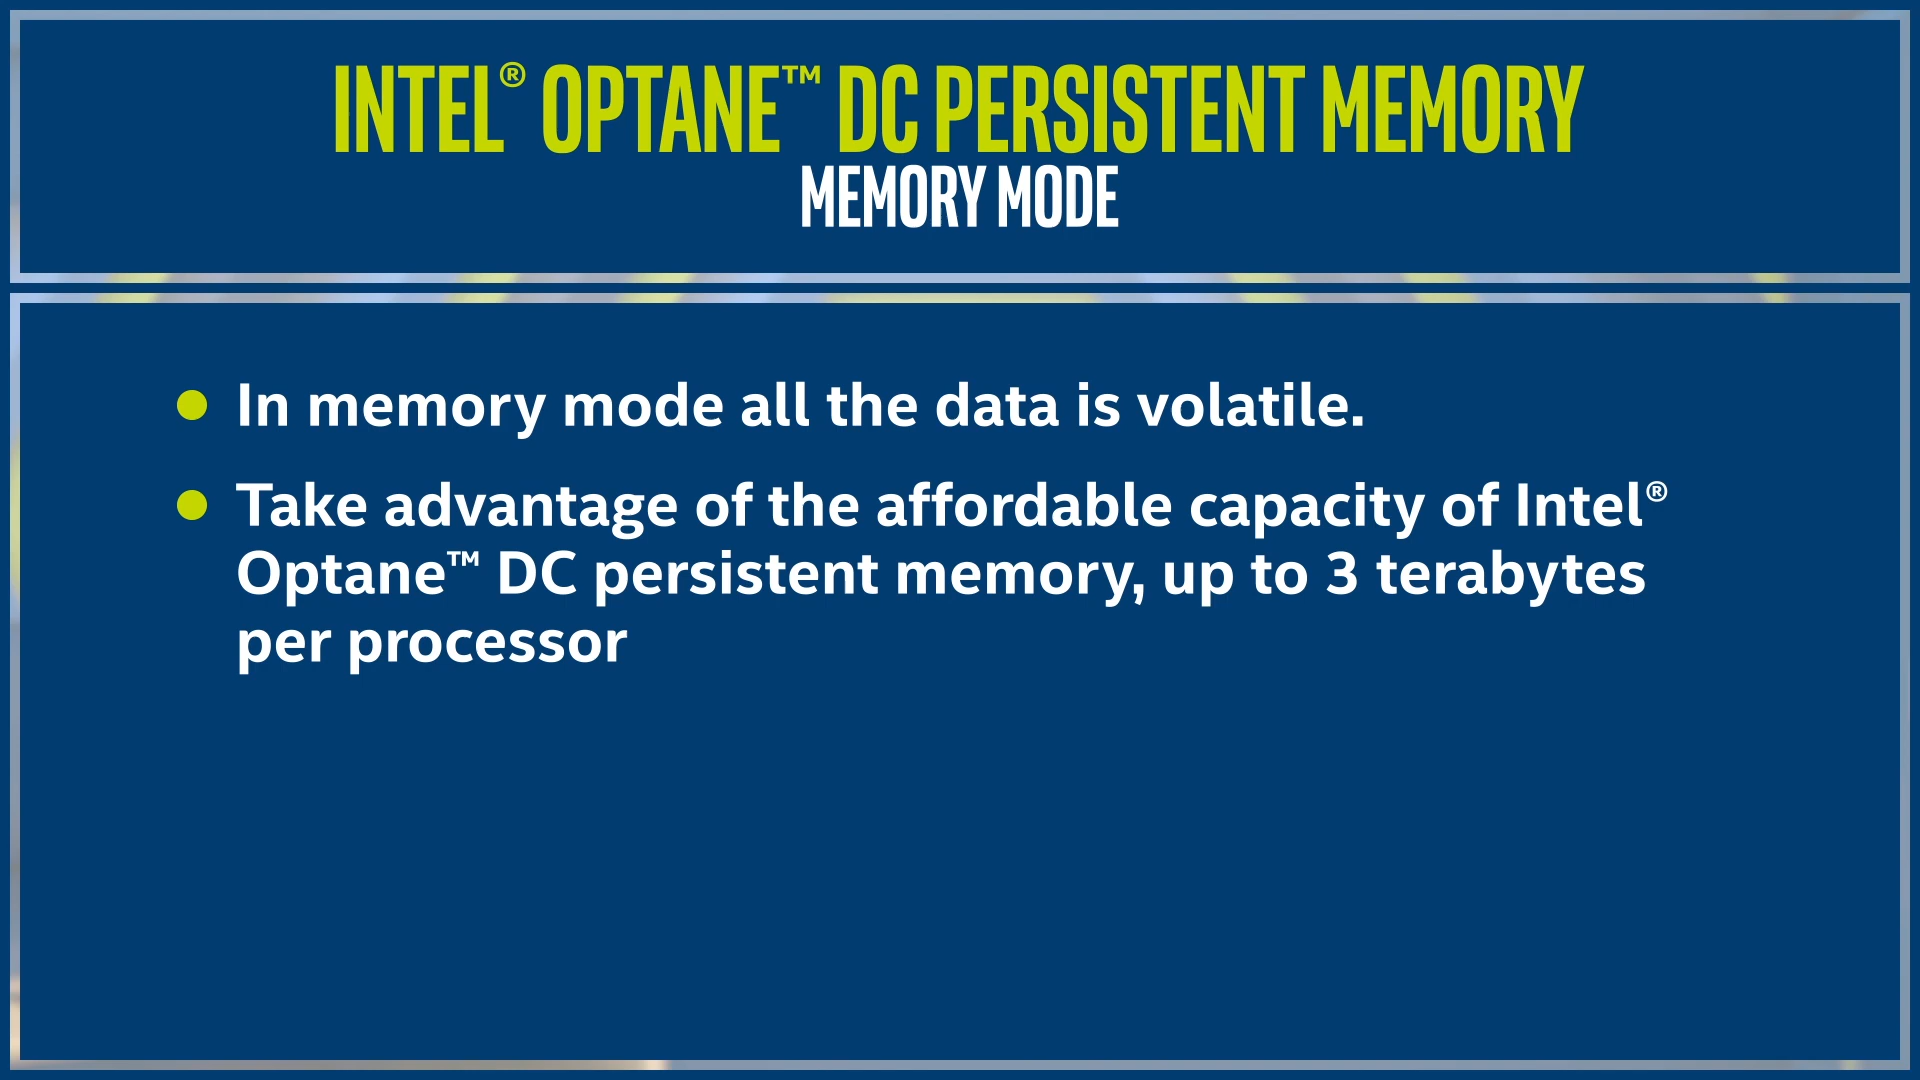 INTEL® OPTANE™ DC PERSISTENT MEMORY
MEMORY MODE
In memory mode all the data is volatile.
Take advantage of the affordable capacity of Intel®
Optane™ DC persistent memory, up to 3 terabytes
per processor